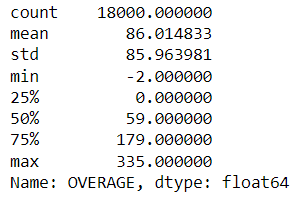 count    18000.000000
mean        86.014833
std         85.963981
min         -2.000000
25%          0.000000
50%         59.000000
75%        179.000000
max        335.000000
Name: OVERAGE, dtype: float64